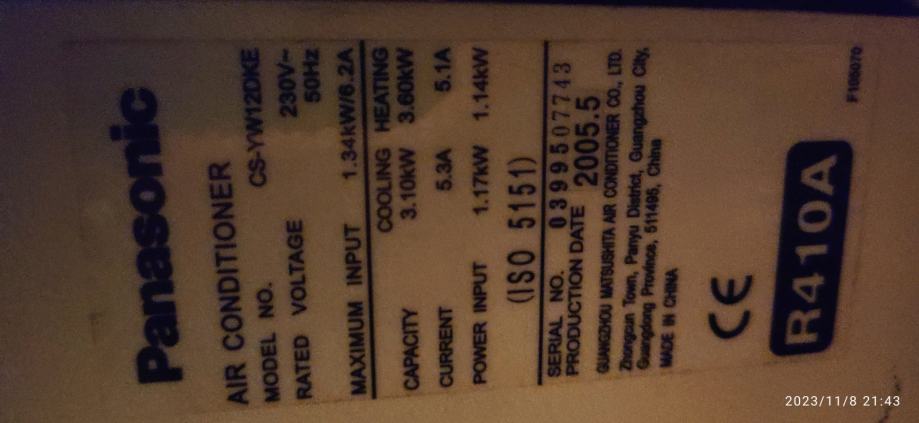 Panasonic
AIR CONDITIONER
MODEL NO. CS-YW12DKE
RATED VOLTAGE 230V~
50Hz
MAXIMUM INPUT 1.34kW/6.2A
COOLING HEATING
CAPACITY 3.10kW 3.60kW
CURRENT 5.3A 5.1A
POWER INPUT 1.17kW 1.14kW
(ISO 5151)
SERIAL NO. 0399507743
PRODUCTION DATE 2005.5
GUANGZHOU MATSUSHITA AIR CONDITIONER CO., LTD.
Zhongcun Town, Panyu District, Guangzhou City,
Guangdong Province, 511495, China
MADE IN CHINA
CE
R410A
F165070
2023/11/8 21:43